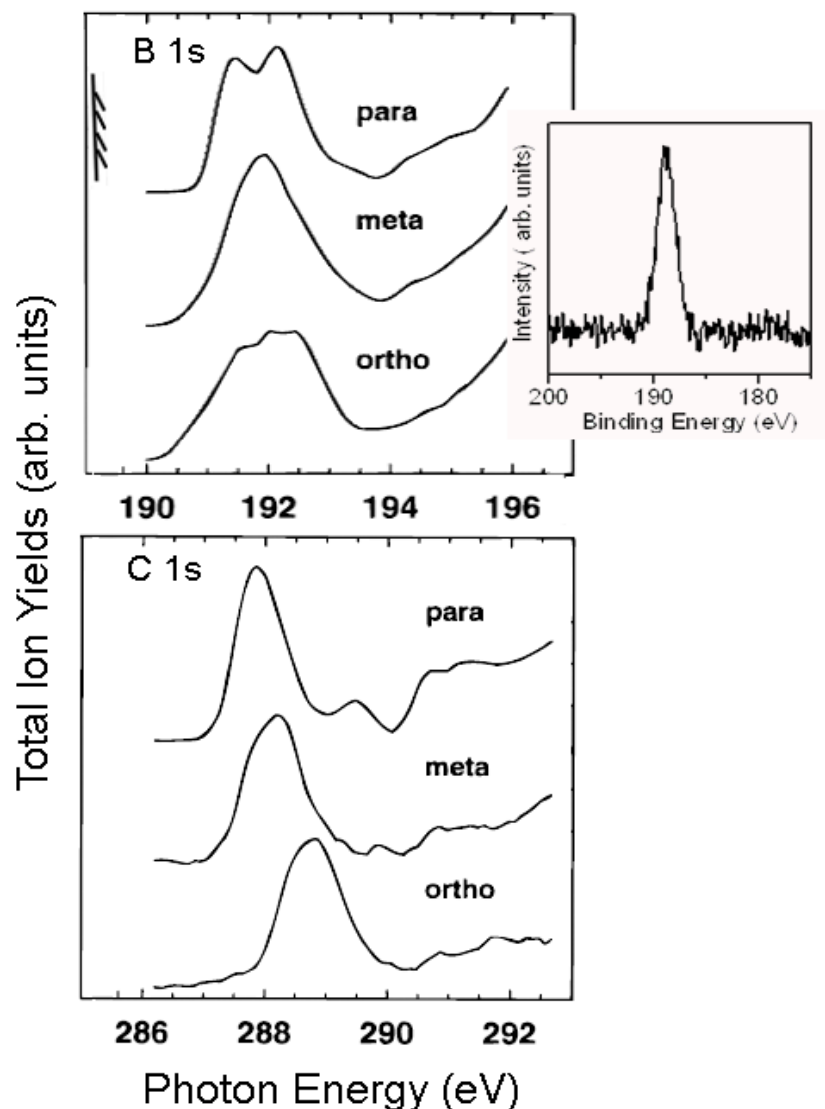 B 1s
para
meta
ortho
190 192 194 196
Intensity ( arb. units)
200 190 180
Binding Energy (eV)
C 1s
para
meta
ortho
286 288 290 292
Total Ion Yields (arb. units)
Photon Energy (eV)